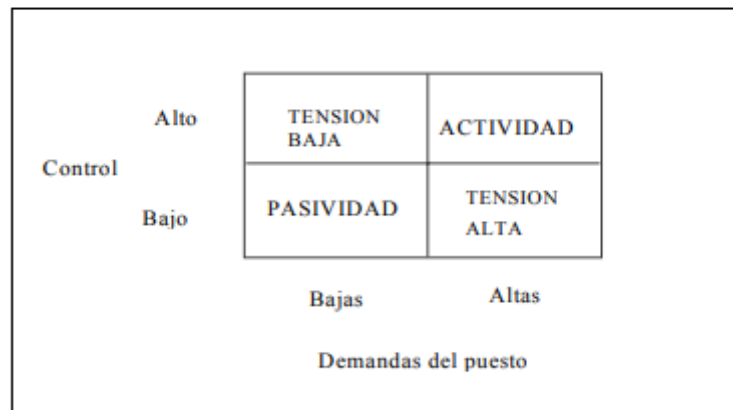 Alto
TENSION
BAJA
ACTIVIDAD
Control
Bajo
PASIVIDAD
TENSION
ALTA
Bajas
Altas
Demandas del puesto